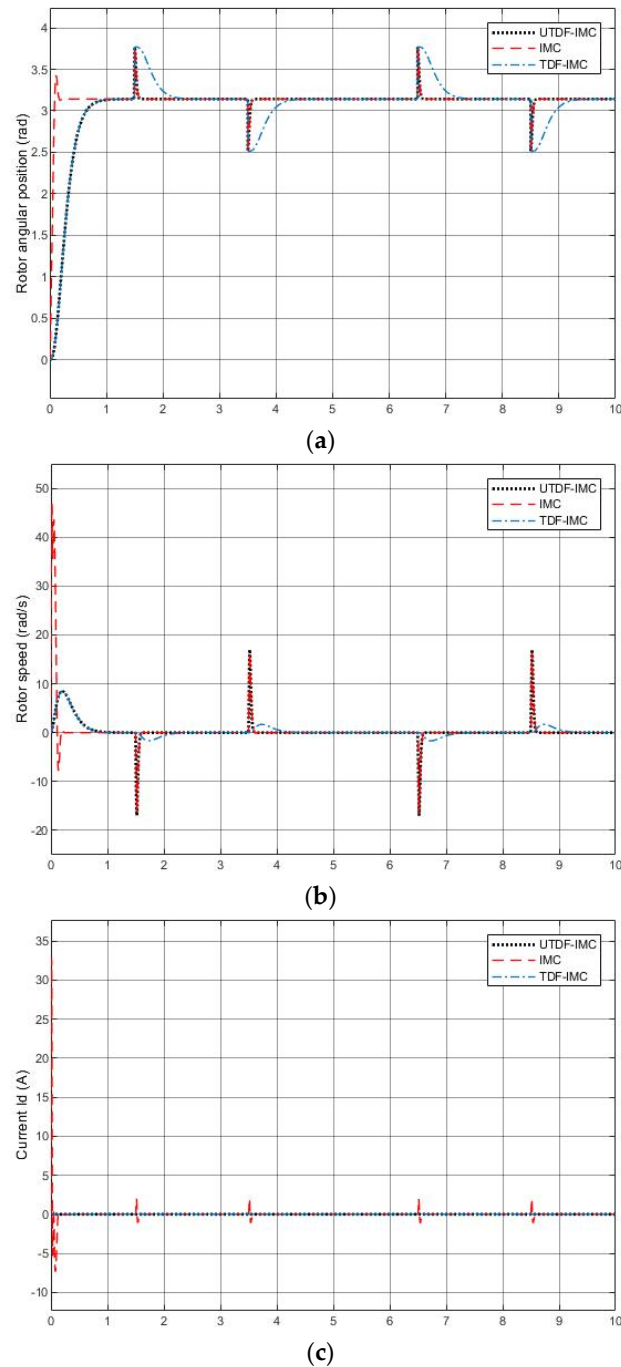 4
3.5
3
2.5
2
1.5
1
0.5
0
Rotor angular position (rad)
UTDF-IMC
IMC
TDF-IMC
0 1 2 3 4 5 6 7 8 9 10
(a)
50
40
30
20
10
0
-10
-20
Rotor speed (rad/s)
UTDF-IMC
IMC
TDF-IMC
0 1 2 3 4 5 6 7 8 9 10
(b)
35
30
25
20
15
10
5
0
-5
-10
Current Id (A)
UTDF-IMC
IMC
TDF-IMC
0 1 2 3 4 5 6 7 8 9 10
(c)